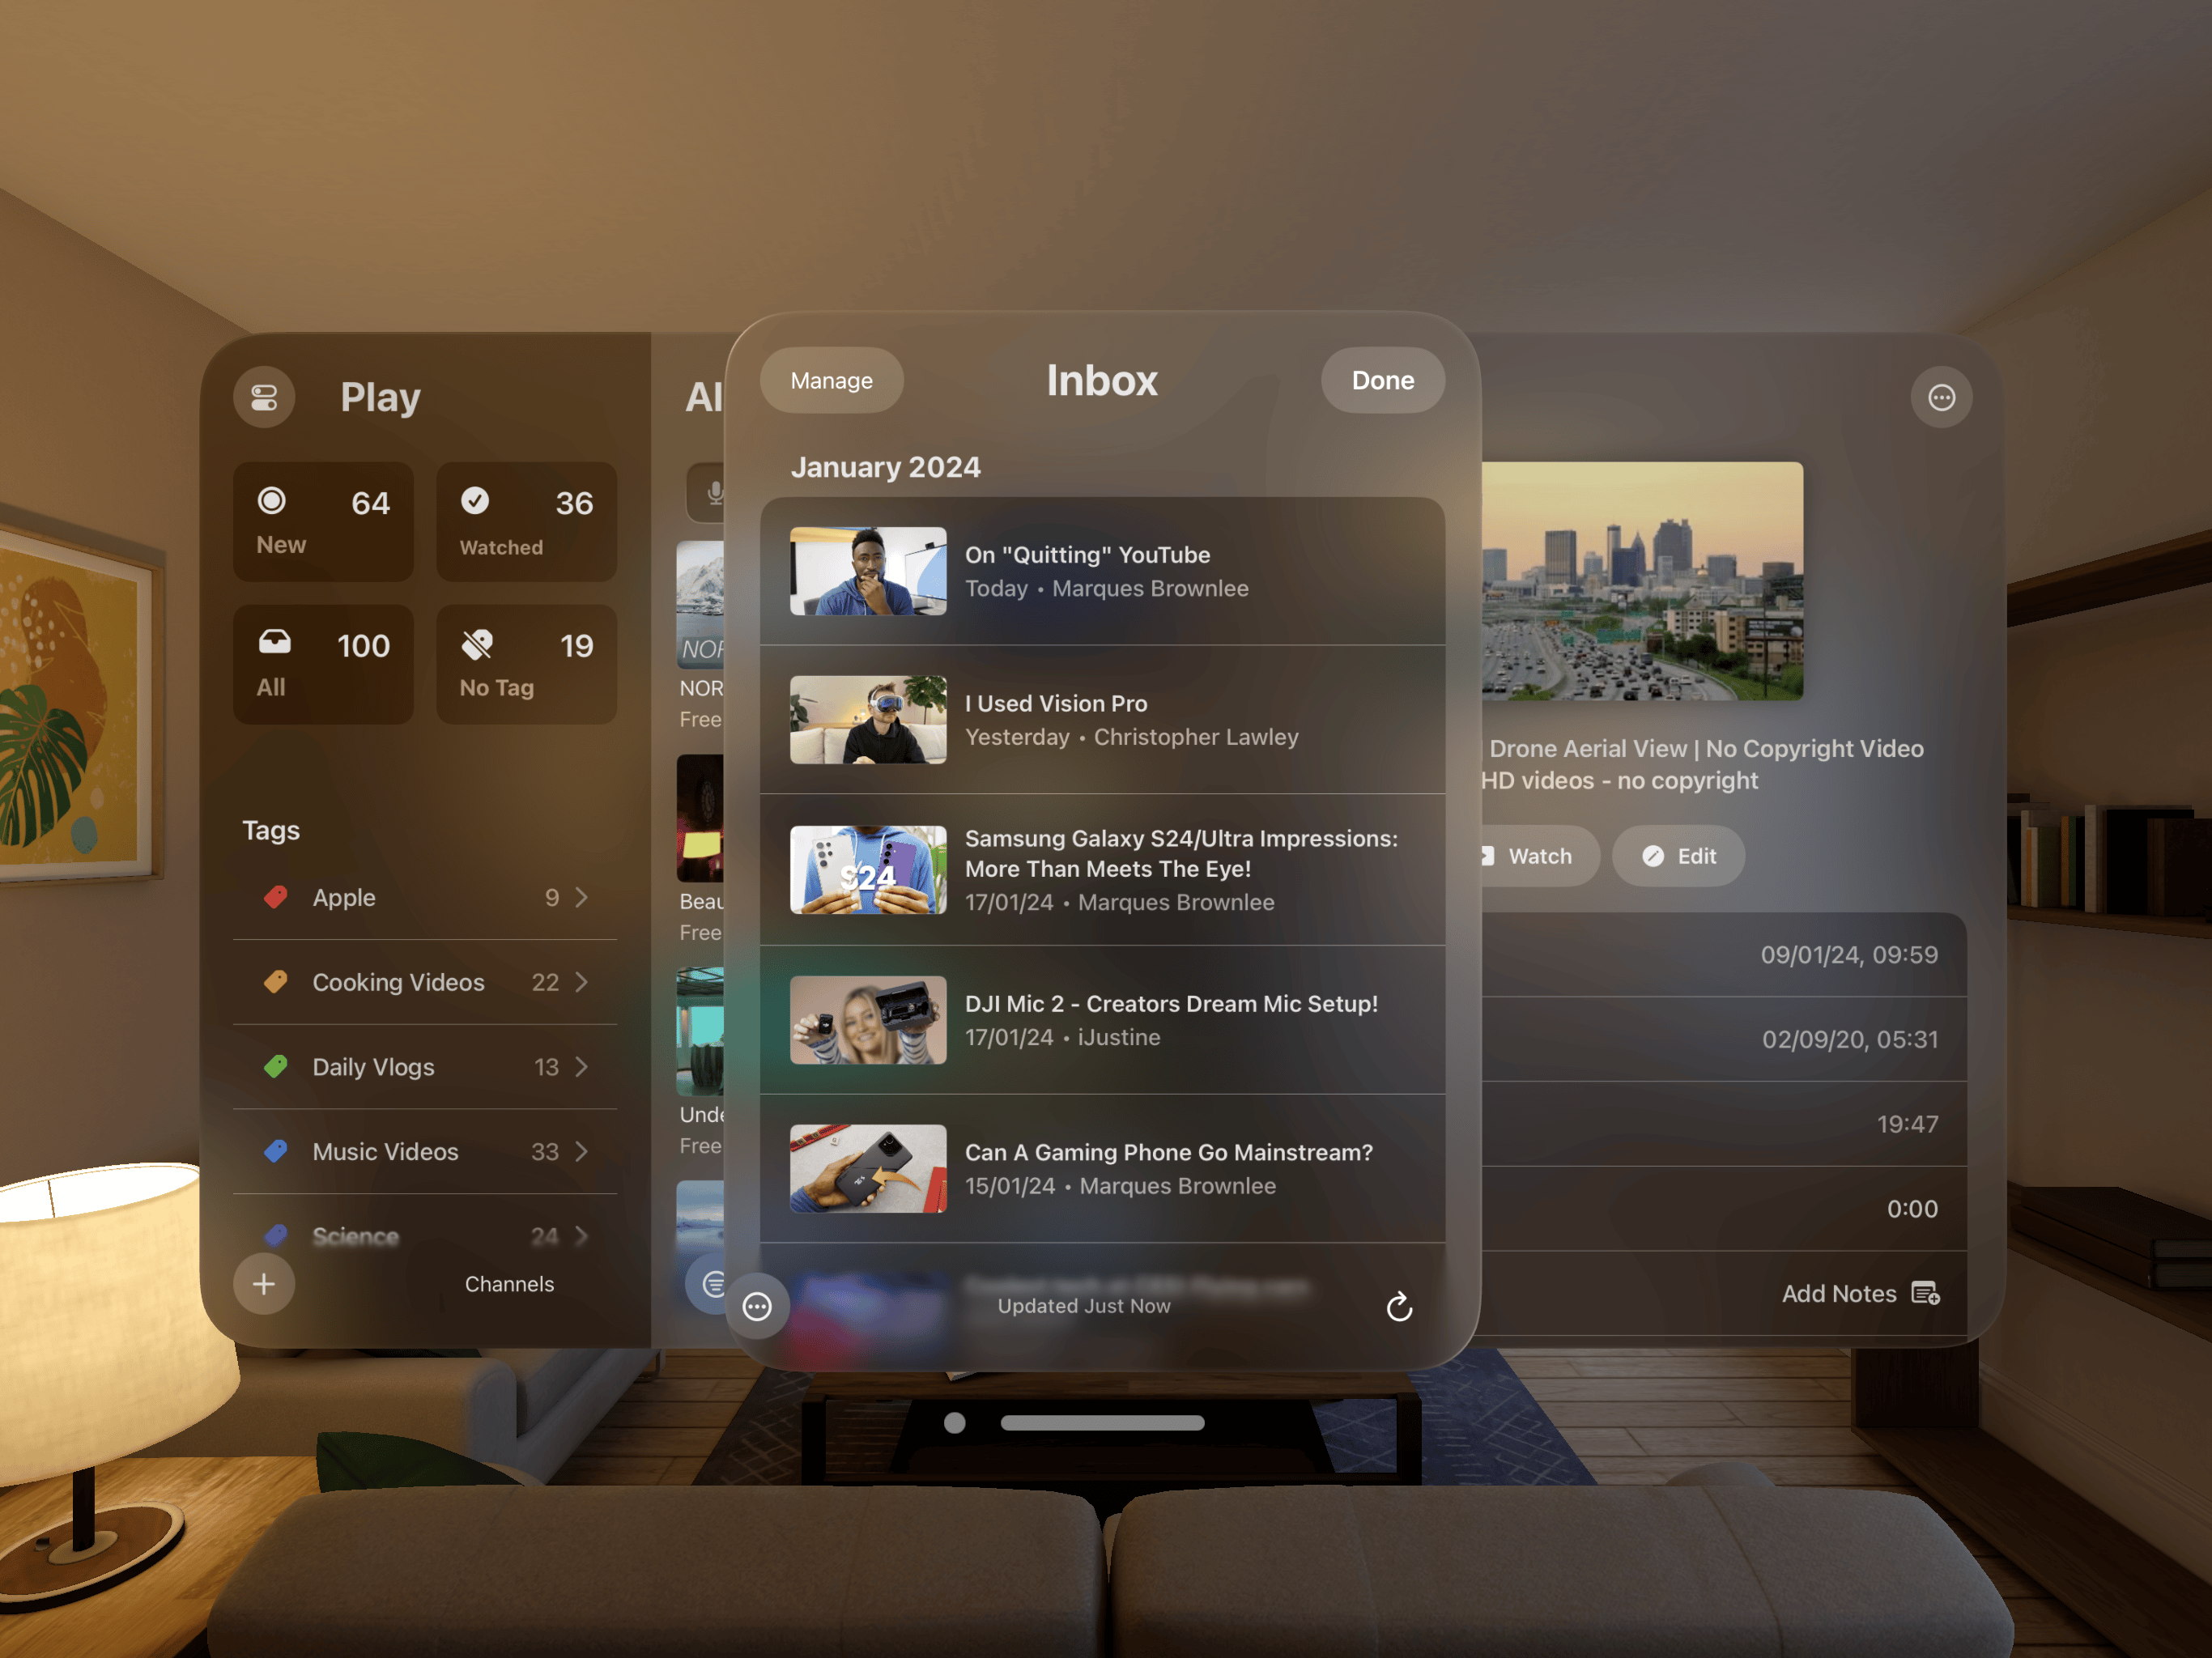 Play
64
New
36
Watched
100
All
19
No Tag
Tags
Apple 9
Cooking Videos 22
Daily Vlogs 13
Music Videos 33
Science 24
Channels
Al
NOR
NOR
Free
Beau
Free
Unde
Free
Manage
Inbox
Done
January 2024
On "Quitting" YouTube
Today • Marques Brownlee
I Used Vision Pro
Yesterday • Christopher Lawley
$24
Samsung Galaxy S24/Ultra Impressions:
More Than Meets The Eye!
17/01/24 • Marques Brownlee
DJI Mic 2 - Creators Dream Mic Setup!
17/01/24 • iJustine
Can A Gaming Phone Go Mainstream?
15/01/24 • Marques Brownlee
Updated Just Now
| Drone Aerial View | No Copyright Video
HD videos - no copyright
Watch
Edit
09/01/24, 09:59
02/09/20, 05:31
19:47
0:00
Add Notes